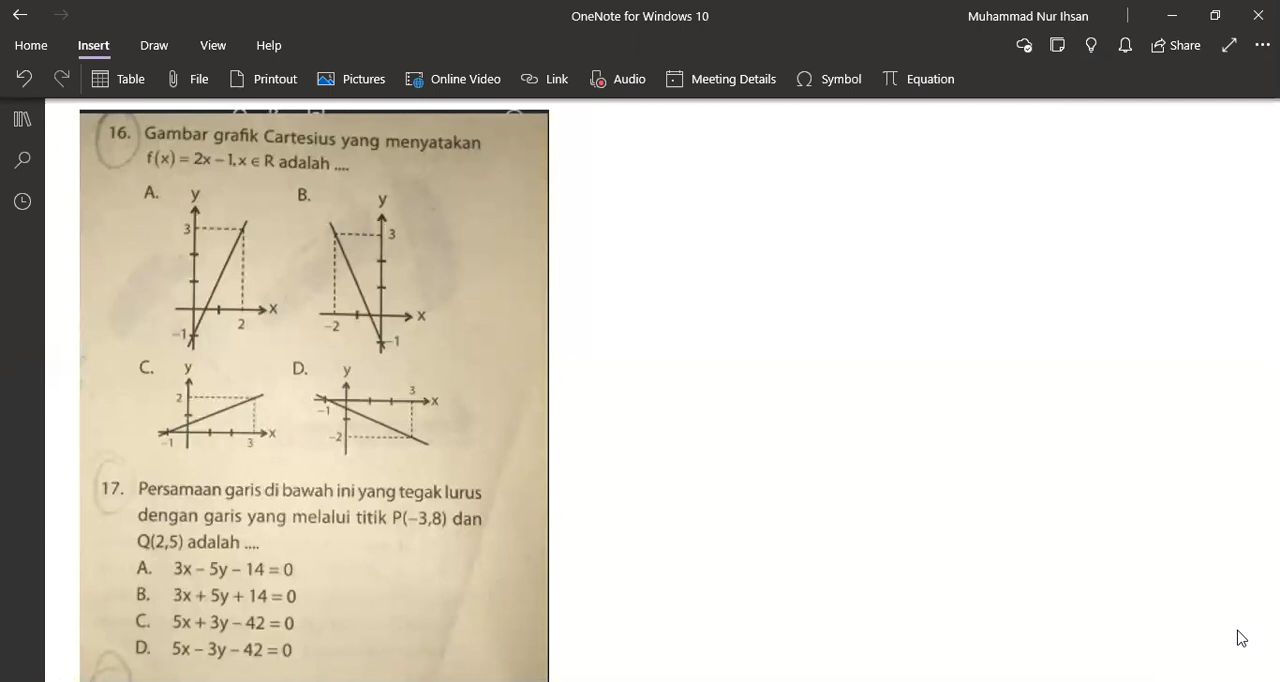 OneNote for Windows 10
Muhammad Nur Ihsan
Home Insert Draw View Help
Share
Table File Printout Pictures Online Video Link Audio Meeting Details Symbol Equation
16. Gambar grafik Cartesius yang menyatakan
f(x) = 2x – 1, x ∈ R adalah ....
A. y
3
X
2
–1
B. y
3
X
–2
–1
C. y
2
X
–1 3
D. y
3
X
–1
–2
17. Persamaan garis di bawah ini yang tegak lurus
dengan garis yang melalui titik P(–3,8) dan
Q(2,5) adalah ....
A. 3x – 5y – 14 = 0
B. 3x + 5y + 14 = 0
C. 5x + 3y – 42 = 0
D. 5x – 3y – 42 = 0